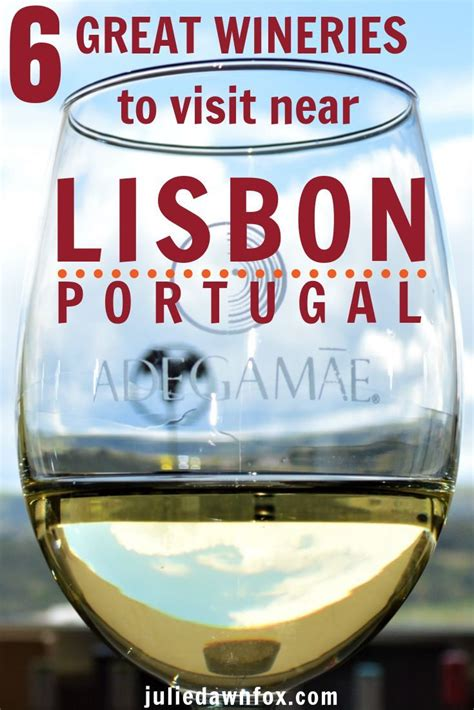 6 GREAT WINERIES
to visit near
LISBON
PORTUGAL
ADEGAMÃE®
juliedawnfox.com